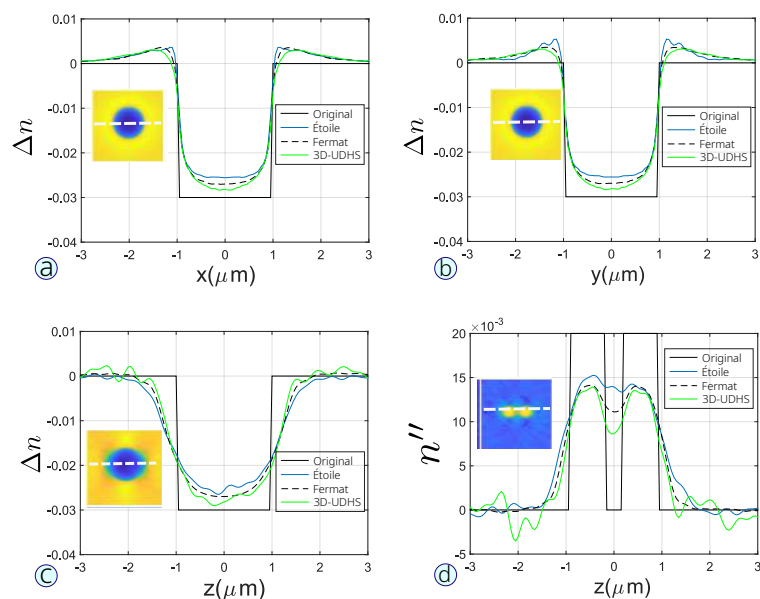 0.01
0
-0.01
-0.02
-0.03
-0.04
Δn
-3 -2 -1 0 1 2 3
x(μm)
Original
Étoile
Fermat
3D-UDHS
a
0.01
0
-0.01
-0.02
-0.03
-0.04
Δn
-3 -2 -1 0 1 2 3
y(μm)
Original
Étoile
Fermat
3D-UDHS
b
0.01
0
-0.01
-0.02
-0.03
-0.04
Δn
-3 -2 -1 0 1 2 3
z(μm)
Original
Étoile
Fermat
3D-UDHS
c
20 ×10⁻³
15
10
5
0
-5
n''
-3 -2 -1 0 1 2 3
z(μm)
Original
Étoile
Fermat
3D-UDHS
d